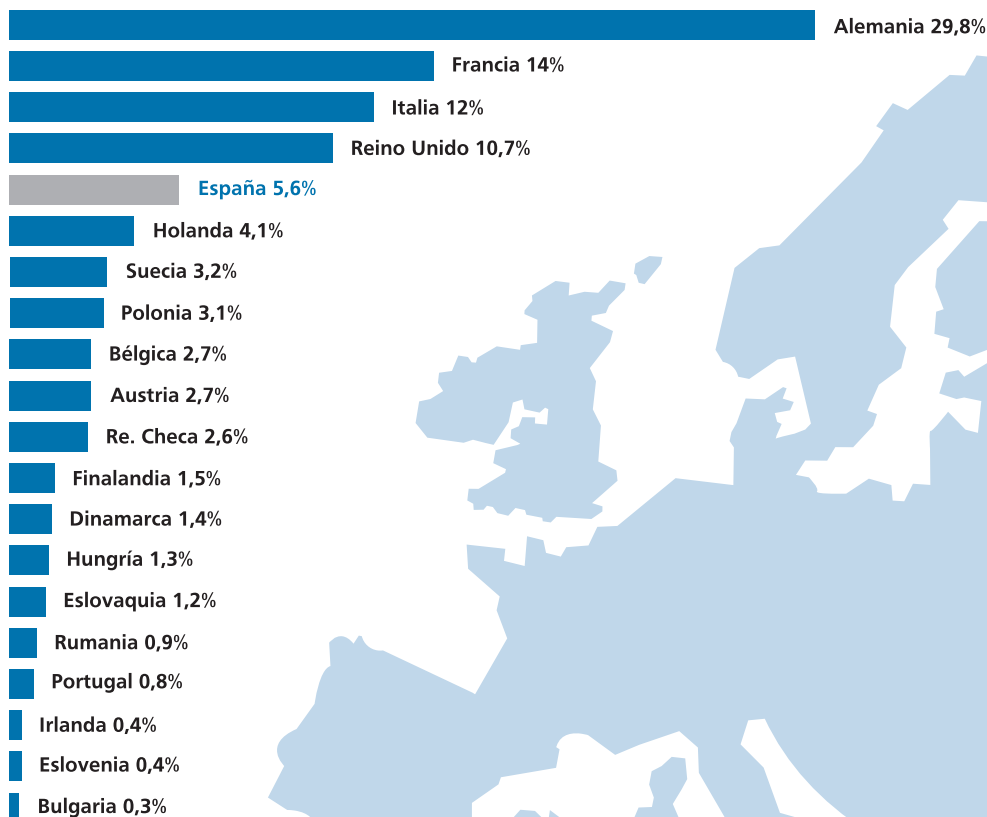 Alemania 29,8%
Francia 14%
Italia 12%
Reino Unido 10,7%
España 5,6%
Holanda 4,1%
Suecia 3,2%
Polonia 3,1%
Bélgica 2,7%
Austria 2,7%
Re. Checa 2,6%
Finalandia 1,5%
Dinamarca 1,4%
Hungría 1,3%
Eslovaquia 1,2%
Rumania 0,9%
Portugal 0,8%
Irlanda 0,4%
Eslovenia 0,4%
Bulgaria 0,3%